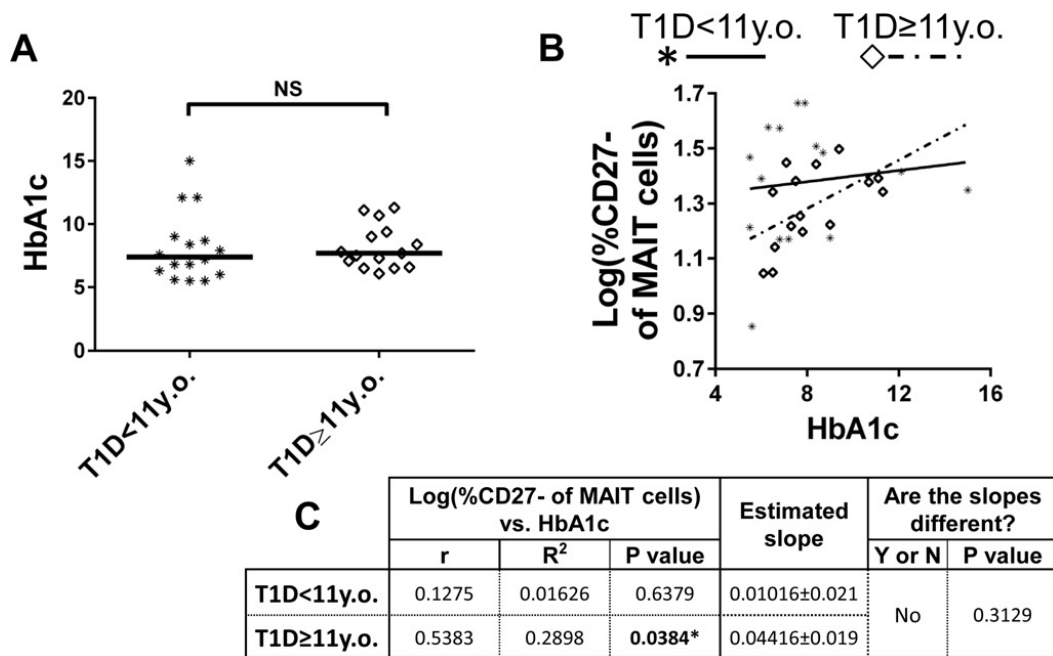 A
NS
HbA1c
20
15
10
5
0
T1D<11y.o.
T1D≥11y.o.
B
T1D<11y.o. T1D≥11y.o.
Log(%CD27-
of MAIT cells)
1.7
1.5
1.3
1.1
0.9
0.7
4 8 12 16
HbA1c
C
Log(%CD27- of MAIT cells)
vs. HbA1c
Estimated
slope
Are the slopes
different?
r R² P value Y or N P value
T1D<11y.o. 0.1275 0.01626 0.6379 0.01016±0.021
No 0.3129
T1D≥11y.o. 0.5383 0.2898 0.0384* 0.04416±0.019